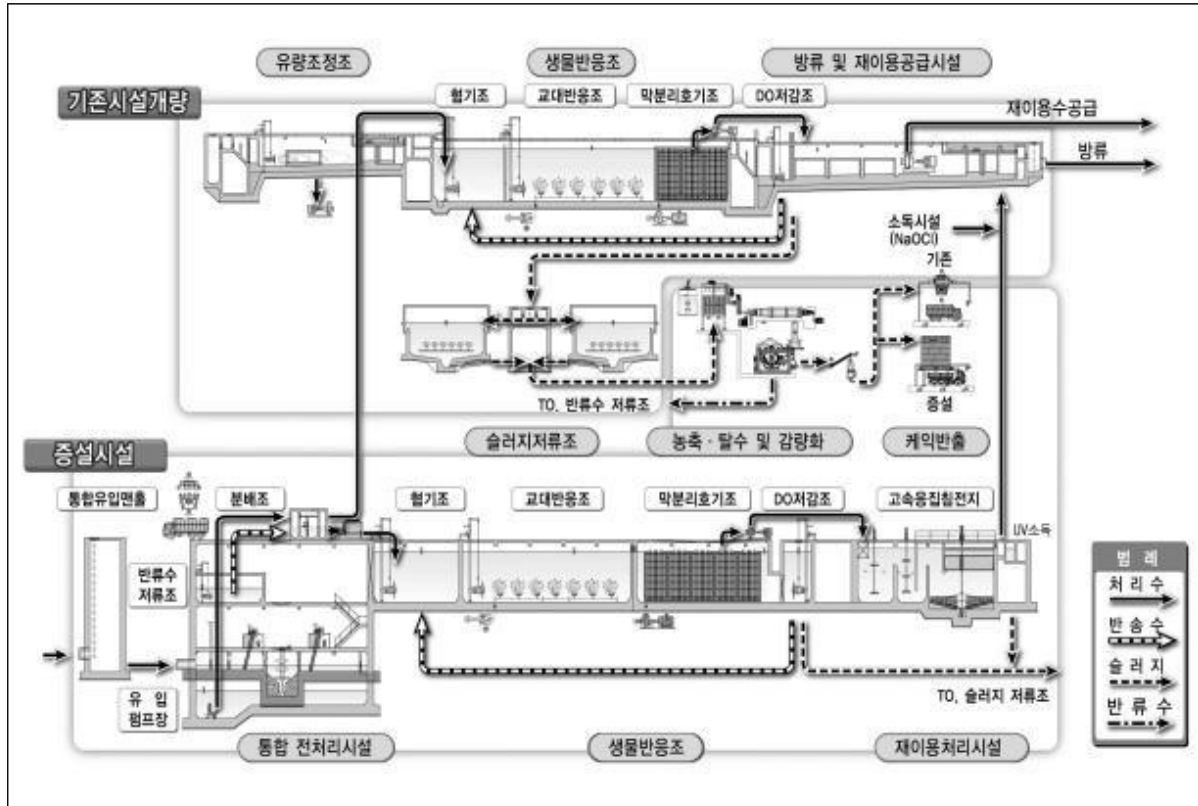 유량조정조
생물반응조
방류 및 재이용공급시설
기존시설개량
혐기조
교대반응조
막분리호기조
DO저감조
재이용수공급
방류
소독시설
(NaOCl)
기존
증설
TO, 반류수 저류조
슬러지저류조
농축·탈수 및 감량화
케익반출
증설시설
통합유입맨홀
분배조
혐기조
교대반응조
막분리호기조
DO저감조
고속응집침전지
UV소독
반류수
저류조
유 입
펌프장
TO, 슬러지 저류조
통합 전처리시설
생물반응조
재이용처리시설
범 례
처 리 수
반 송 수
슬 러 지
반 류 수